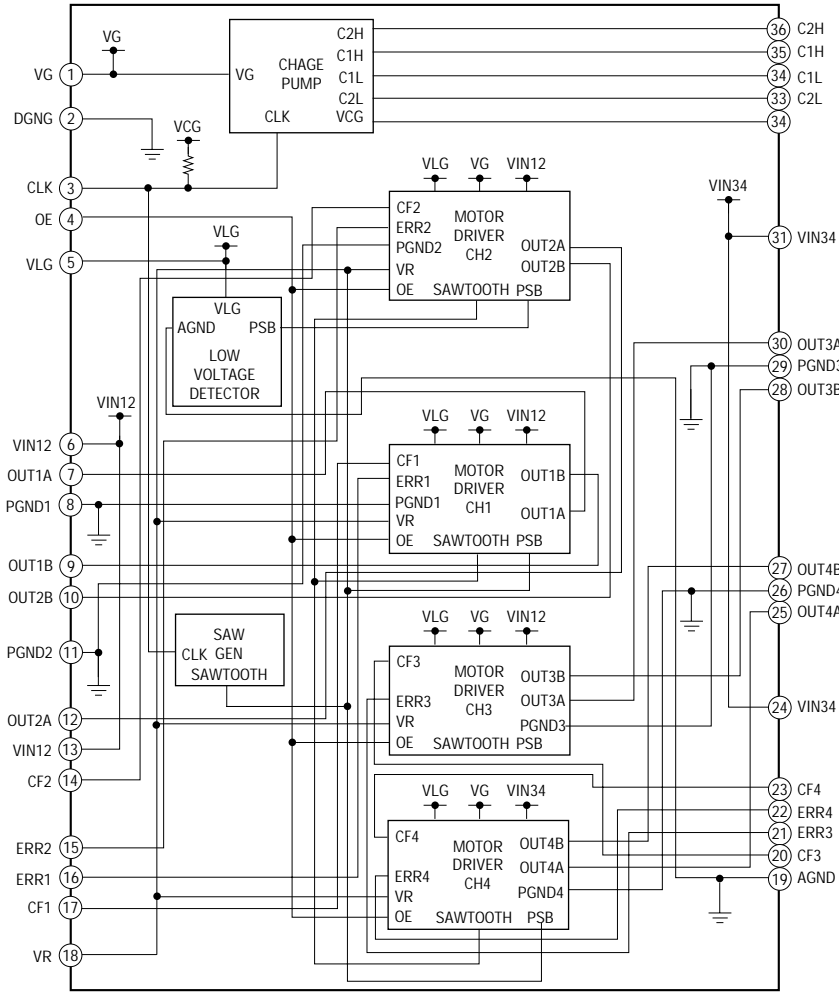 VG 1
DGNG 2
CLK 3
OE 4
VLG 5
VIN12 6
OUT1A 7
PGND1 8
OUT1B 9
OUT2B 10
PGND2 11
OUT2A 12
VIN12 13
CF2 14
ERR2 15
ERR1 16
CF1 17
VR 18
VG
VCG
VLG
VIN12
VG
CHAGE
PUMP
CLK
C2H
C1H
C1L
C2L
VCG
VLG
AGND PSB
LOW
VOLTAGE
DETECTOR
SAW
CLK GEN
SAWTOOTH
VLG VG VIN12
CF2
ERR2
PGND2
VR
OE
MOTOR
DRIVER
CH2
OUT2A
OUT2B
SAWTOOTH PSB
VLG VG VIN12
CF1
ERR1
PGND1
VR
OE
MOTOR
DRIVER
CH1
OUT1B
OUT1A
SAWTOOTH PSB
VLG VG VIN12
CF3
ERR3
VR
OE
MOTOR
DRIVER
CH3
OUT3B
OUT3A
PGND3
SAWTOOTH PSB
VLG VG VIN34
CF4
ERR4
VR
OE
MOTOR
DRIVER
CH4
OUT4B
OUT4A
PGND4
SAWTOOTH PSB
VIN34
36 C2H
35 C1H
34 C1L
33 C2L
34
31 VIN34
30 OUT3A
29 PGND3
28 OUT3B
27 OUT4B
26 PGND4
25 OUT4A
24 VIN34
23 CF4
22 ERR4
21 ERR3
20 CF3
19 AGND